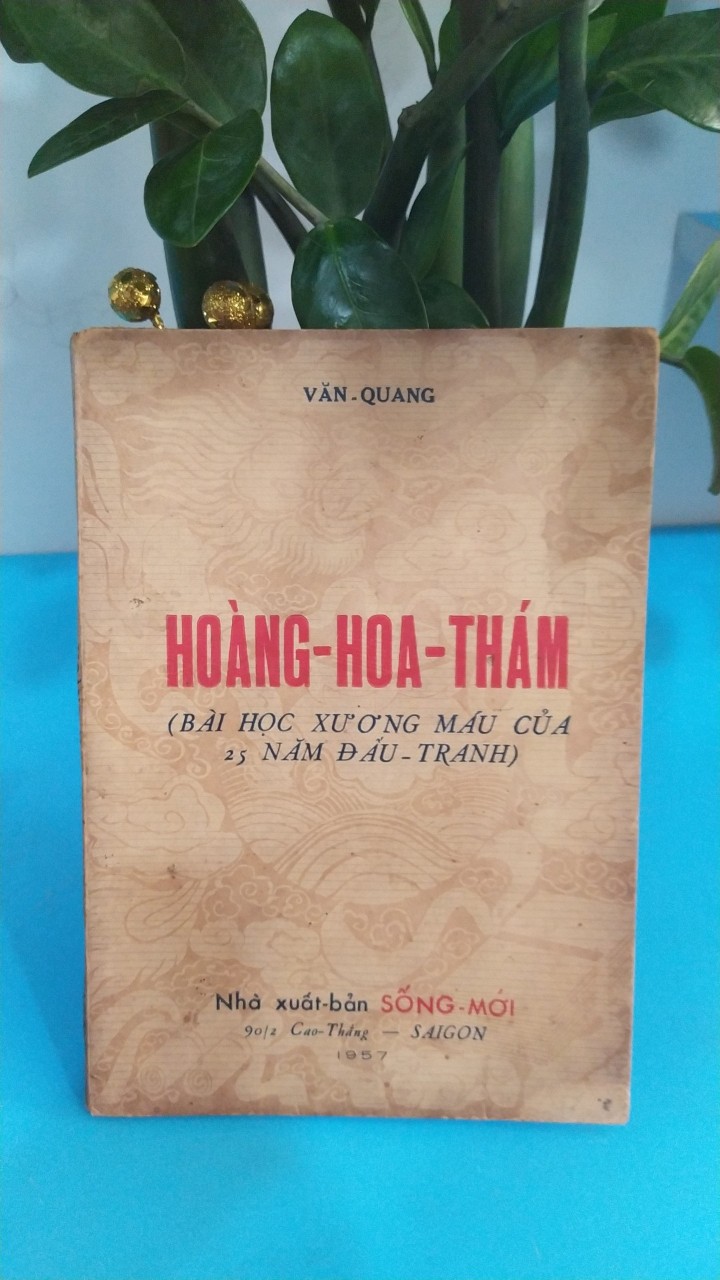 VĂN-QUANG
HOÀNG-HOA-THÁM
(BÀI HỌC XƯƠNG MÁU CỦA
25 NĂM ĐẤU-TRANH)
Nhà xuất-bản SỐNG-MỚI
90/2 Cao-Thắng — SAIGON
1957